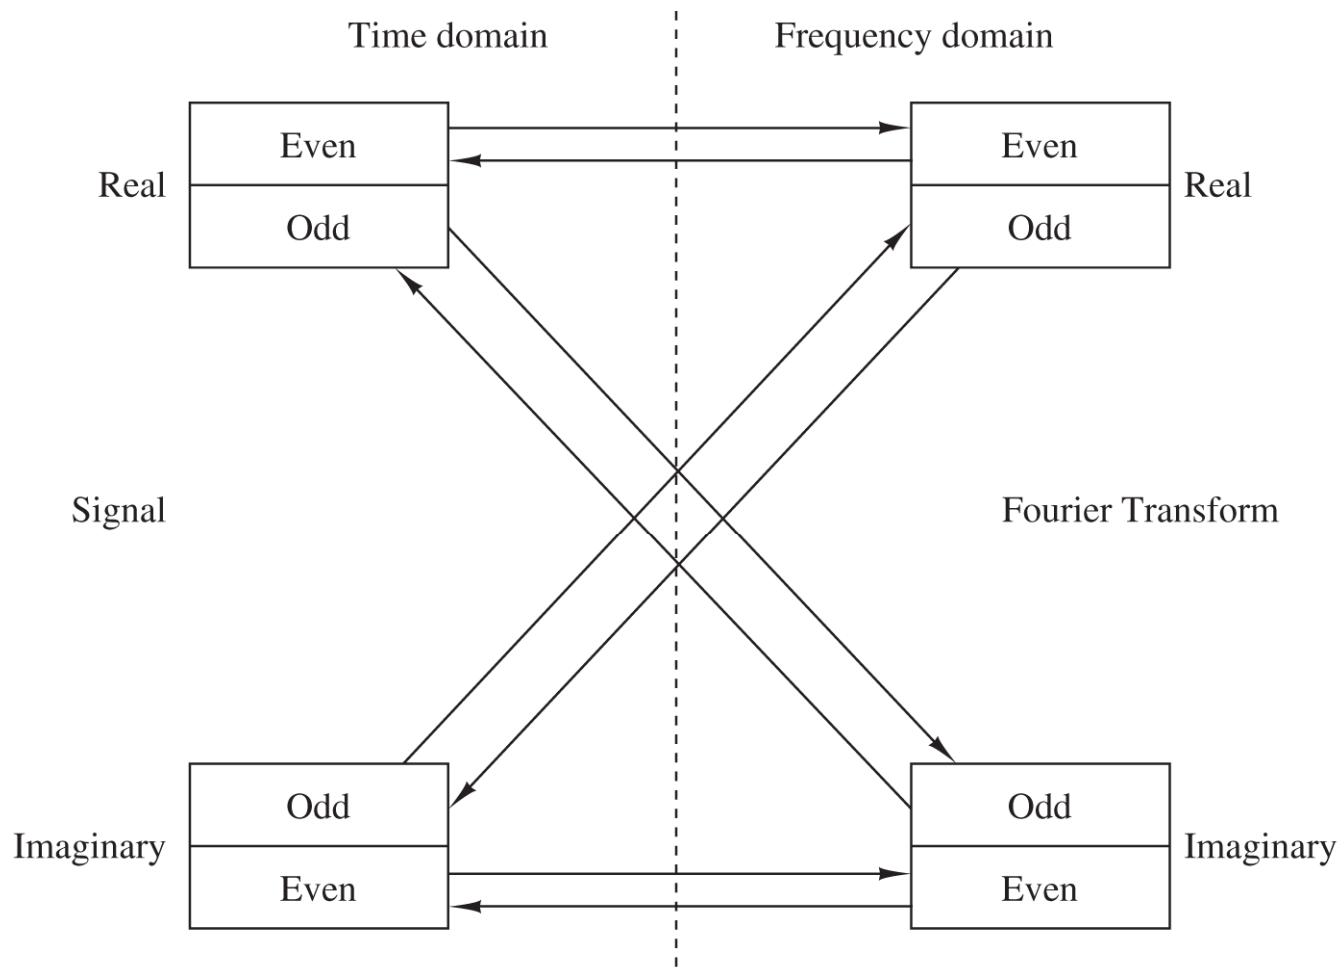 Time domain
Frequency domain
Even
Even
Real
Real
Odd
Odd
Signal
Fourier Transform
Odd
Odd
Imaginary
Imaginary
Even
Even